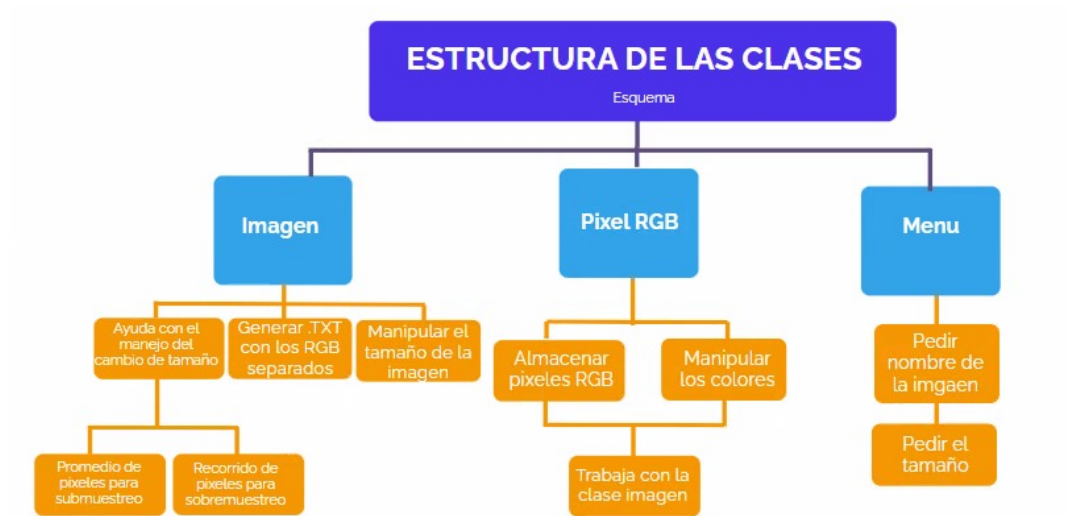 ESTRUCTURA DE LAS CLASES
Esquema
Imagen
Pixel RGB
Menu
Ayuda con el
manejo del
cambio de tamaño
Generar .TXT
con los RGB
separados
Manipular el
tamaño de la
imagen
Promedio de
pixeles para
submuestreo
Recorrido de
pixeles para
sobremuestreo
Almacenar
pixeles RGB
Manipular
los colores
Trabaja con la
clase imagen
Pedir
nombre de
la imgaen
Pedir el
tamaño